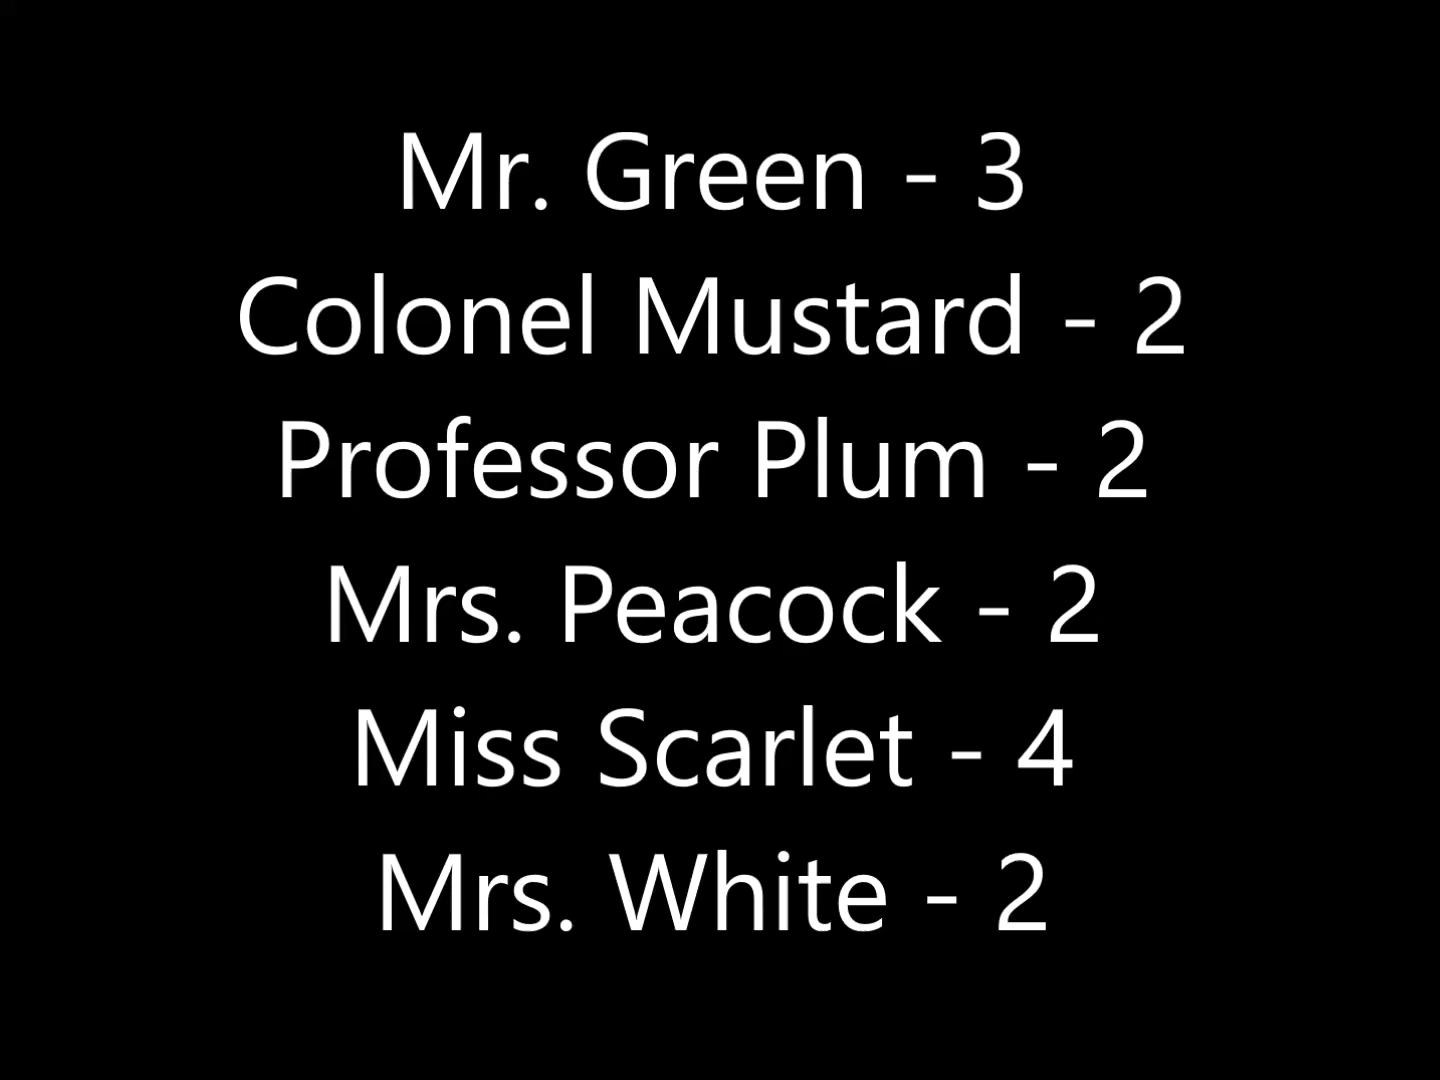 Mr. Green - 3
Colonel Mustard - 2
Professor Plum - 2
Mrs. Peacock - 2
Miss Scarlet - 4
Mrs. White - 2